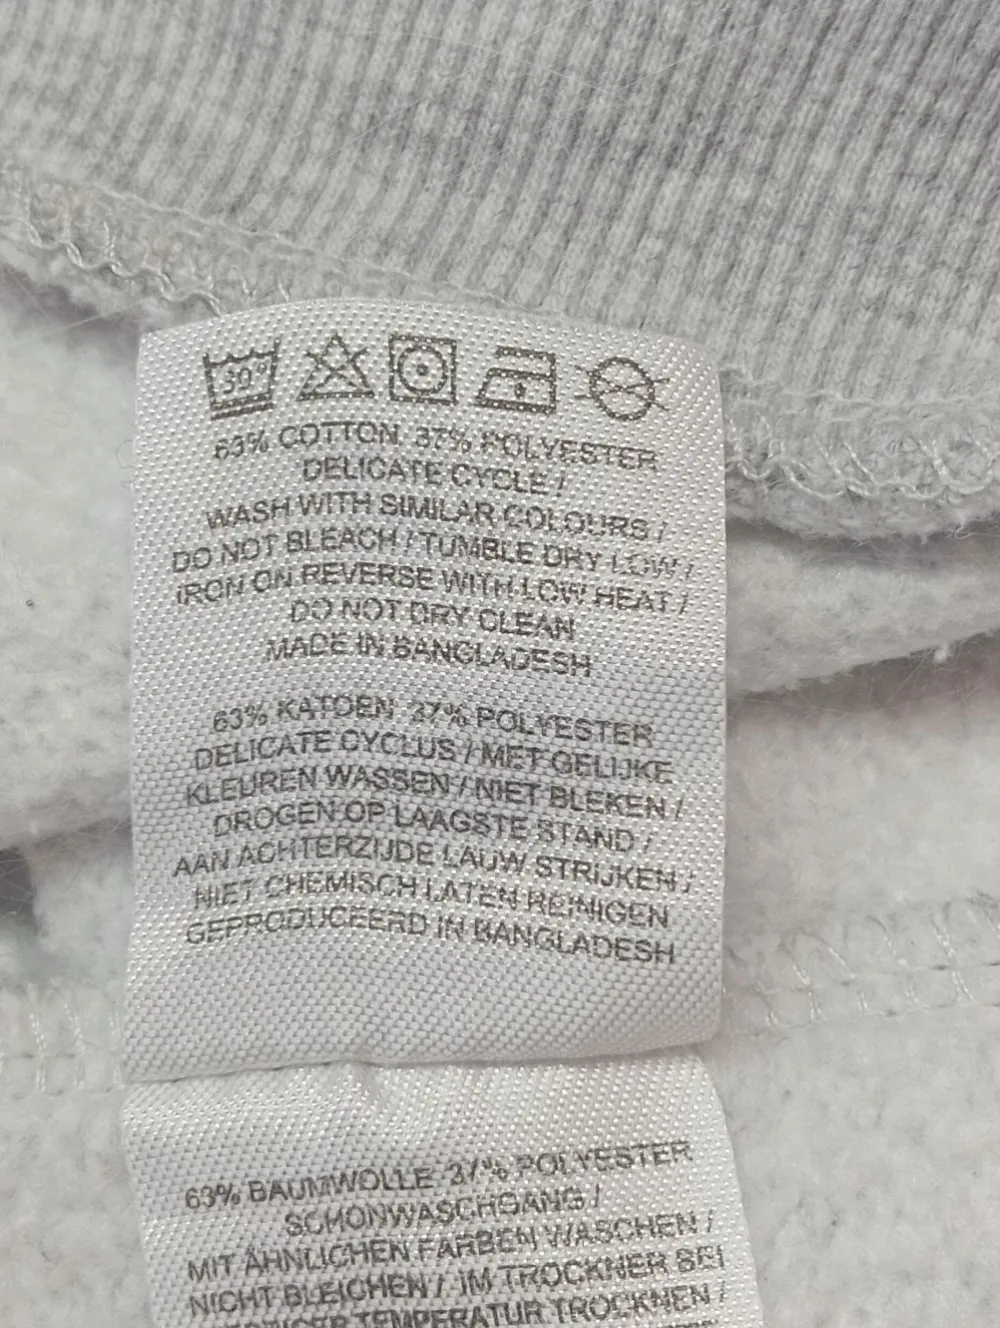 30°
63% COTTON 37% POLYESTER
DELICATE CYCLE /
WASH WITH SIMILAR COLOURS /
DO NOT BLEACH / TUMBLE DRY LOW /
IRON ON REVERSE WITH LOW HEAT /
DO NOT DRY CLEAN
MADE IN BANGLADESH
63% KATOEN 37% POLYESTER
DELICATE CYCLUS / MET GELIJKE
KLEUREN WASSEN / NIET BLEKEN /
DROGEN OP LAAGSTE STAND /
AAN ACHTERZIJDE LAUW STRIJKEN /
NIET CHEMISCH LATEN REINIGEN
GEPRODUCEERD IN BANGLADESH
63% BAUMWOLLE 37% POLYESTER
SCHONWASCHGANG /
MIT ÄHNLICHEN FARBEN WASCHEN /
NICHT BLEICHEN / IM TROCKNER BEI
TEMPERATUR TROCKNEN /